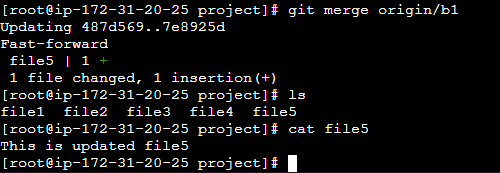 [root@ip-172-31-20-25 project]# git merge origin/b1
Updating 487d569..7e8925d
Fast-forward
 file5 | 1 +
 1 file changed, 1 insertion(+)
[root@ip-172-31-20-25 project]# ls
file1  file2  file3  file4  file5
[root@ip-172-31-20-25 project]# cat file5
This is updated file5
[root@ip-172-31-20-25 project]#